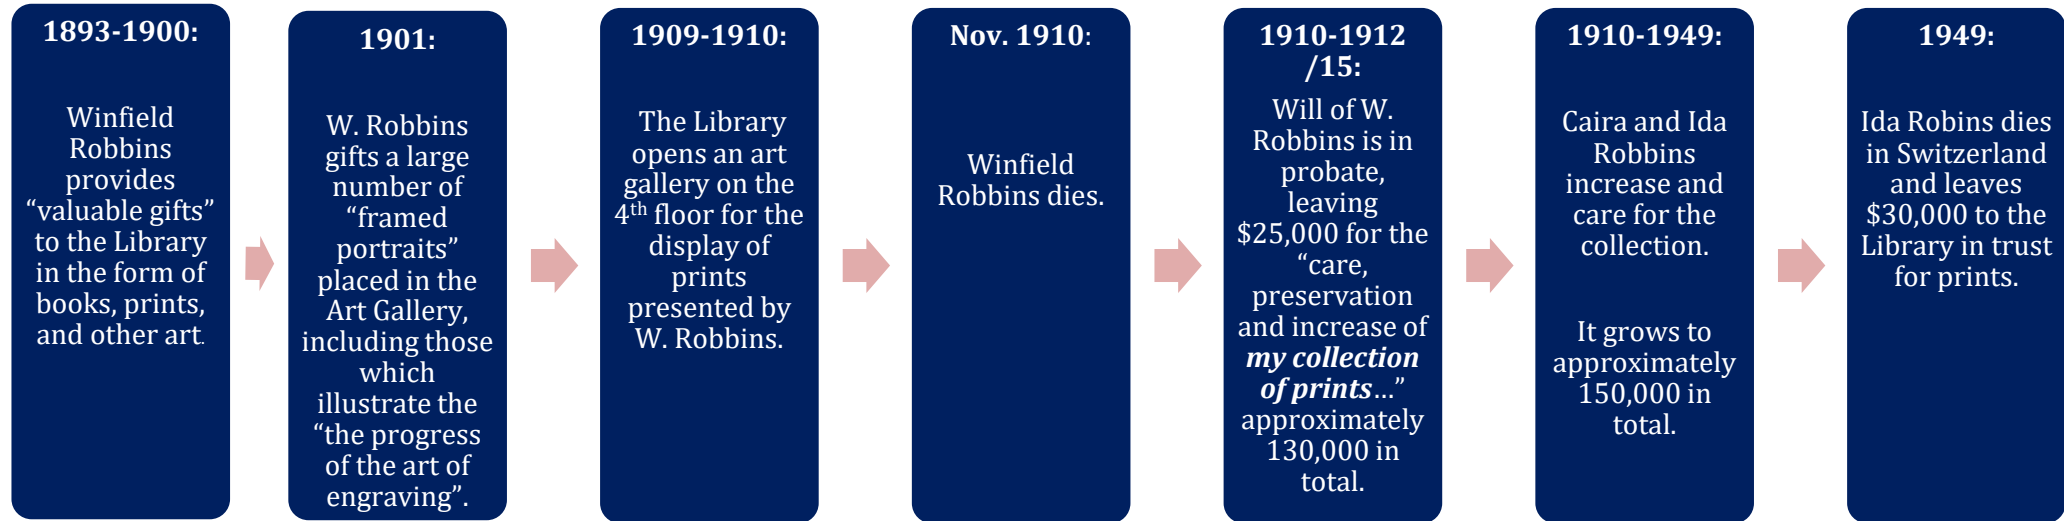 1893-1900:
Winfield
Robbins
provides
“valuable gifts”
to the Library
in the form of
books, prints,
and other art.
1901:
W. Robbins
gifts a large
number of
“framed
portraits”
placed in the
Art Gallery,
including those
which
illustrate the
“the progress
of the art of
engraving”.
1909-1910:
The Library
opens an art
gallery on the
4th floor for the
display of
prints
presented by
W. Robbins.
Nov. 1910:
Winfield
Robbins dies.
1910-1912
/15:
Will of W.
Robbins is in
probate,
leaving
$25,000 for the
“care,
preservation
and increase of
my collection
of prints…”
approximately
130,000 in
total.
1910-1949:
Caira and Ida
Robbins
increase and
care for the
collection.
It grows to
approximately
150,000 in
total.
1949:
Ida Robins dies
in Switzerland
and leaves
$30,000 to the
Library in trust
for prints.